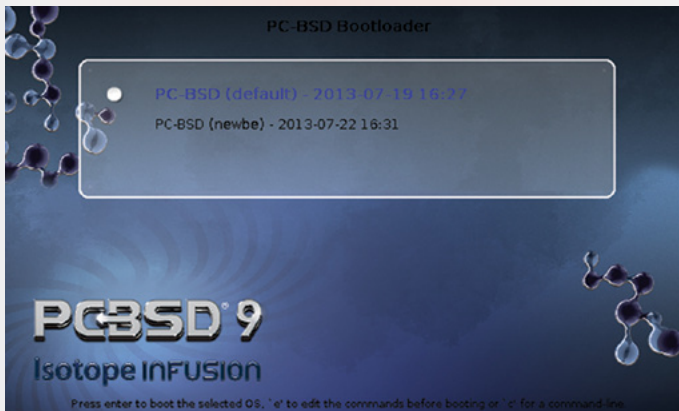 PC-BSD Bootloader
PC-BSD (default) - 2013-07-19 16:27
PC-BSD (newbe) - 2013-07-22 16:31
PCBSD® 9
Isotope INFUSION
Press enter to boot the selected OS, `e' to edit the commands before booting or `c' for a command-line.